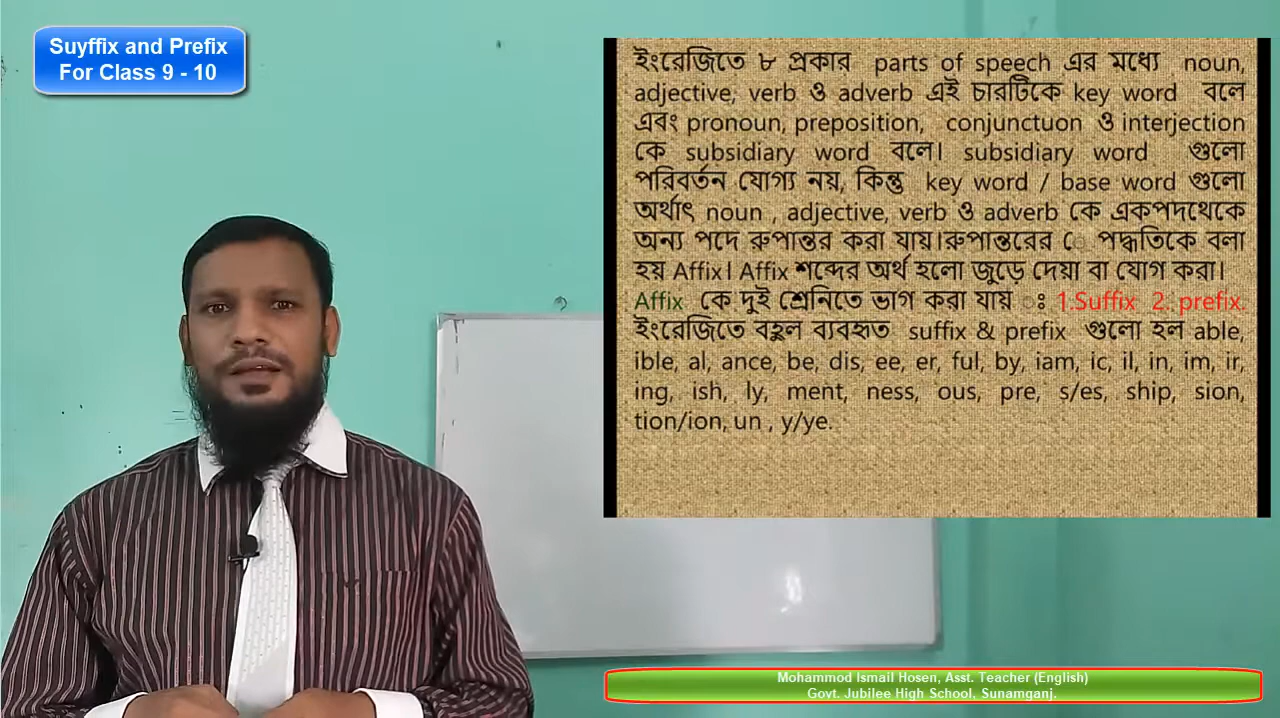 Suyffix and Prefix
For Class 9 - 10
ইংরেজিতে ৮ প্রকার parts of speech এর মধ্যে noun,
adjective, verb ও adverb এই চারটিকে key word বলে
এবং pronoun, preposition, conjunctuon ও interjection
কে subsidiary word বলে। subsidiary word গুলো
পরিবর্তন যোগ্য নয়, কিন্তু key word / base word গুলো
অর্থাৎ noun , adjective, verb ও adverb কে একপদথেকে
অন্য পদে রুপান্তর করা যায়।রুপান্তরের ে পদ্ধতিকে বলা
হয় Affix। Affix শব্দের অর্থ হলো জুড়ে দেয়া বা যোগ করা।
Affix কে দুই শ্রেনিতে ভাগ করা যায় ঃ 1.Suffix 2. prefix.
ইংরেজিতে বহুল ব্যবহৃত suffix & prefix গুলো হল able,
ible, al, ance, be, dis, ee, er, ful, by, iam, ic, il, in, im, ir,
ing, ish, ly, ment, ness, ous, pre, s/es, ship, sion,
tion/ion, un , y/ye.
Mohammod Ismail Hosen, Asst. Teacher (English)
Govt. Jubilee High School, Sunamganj.